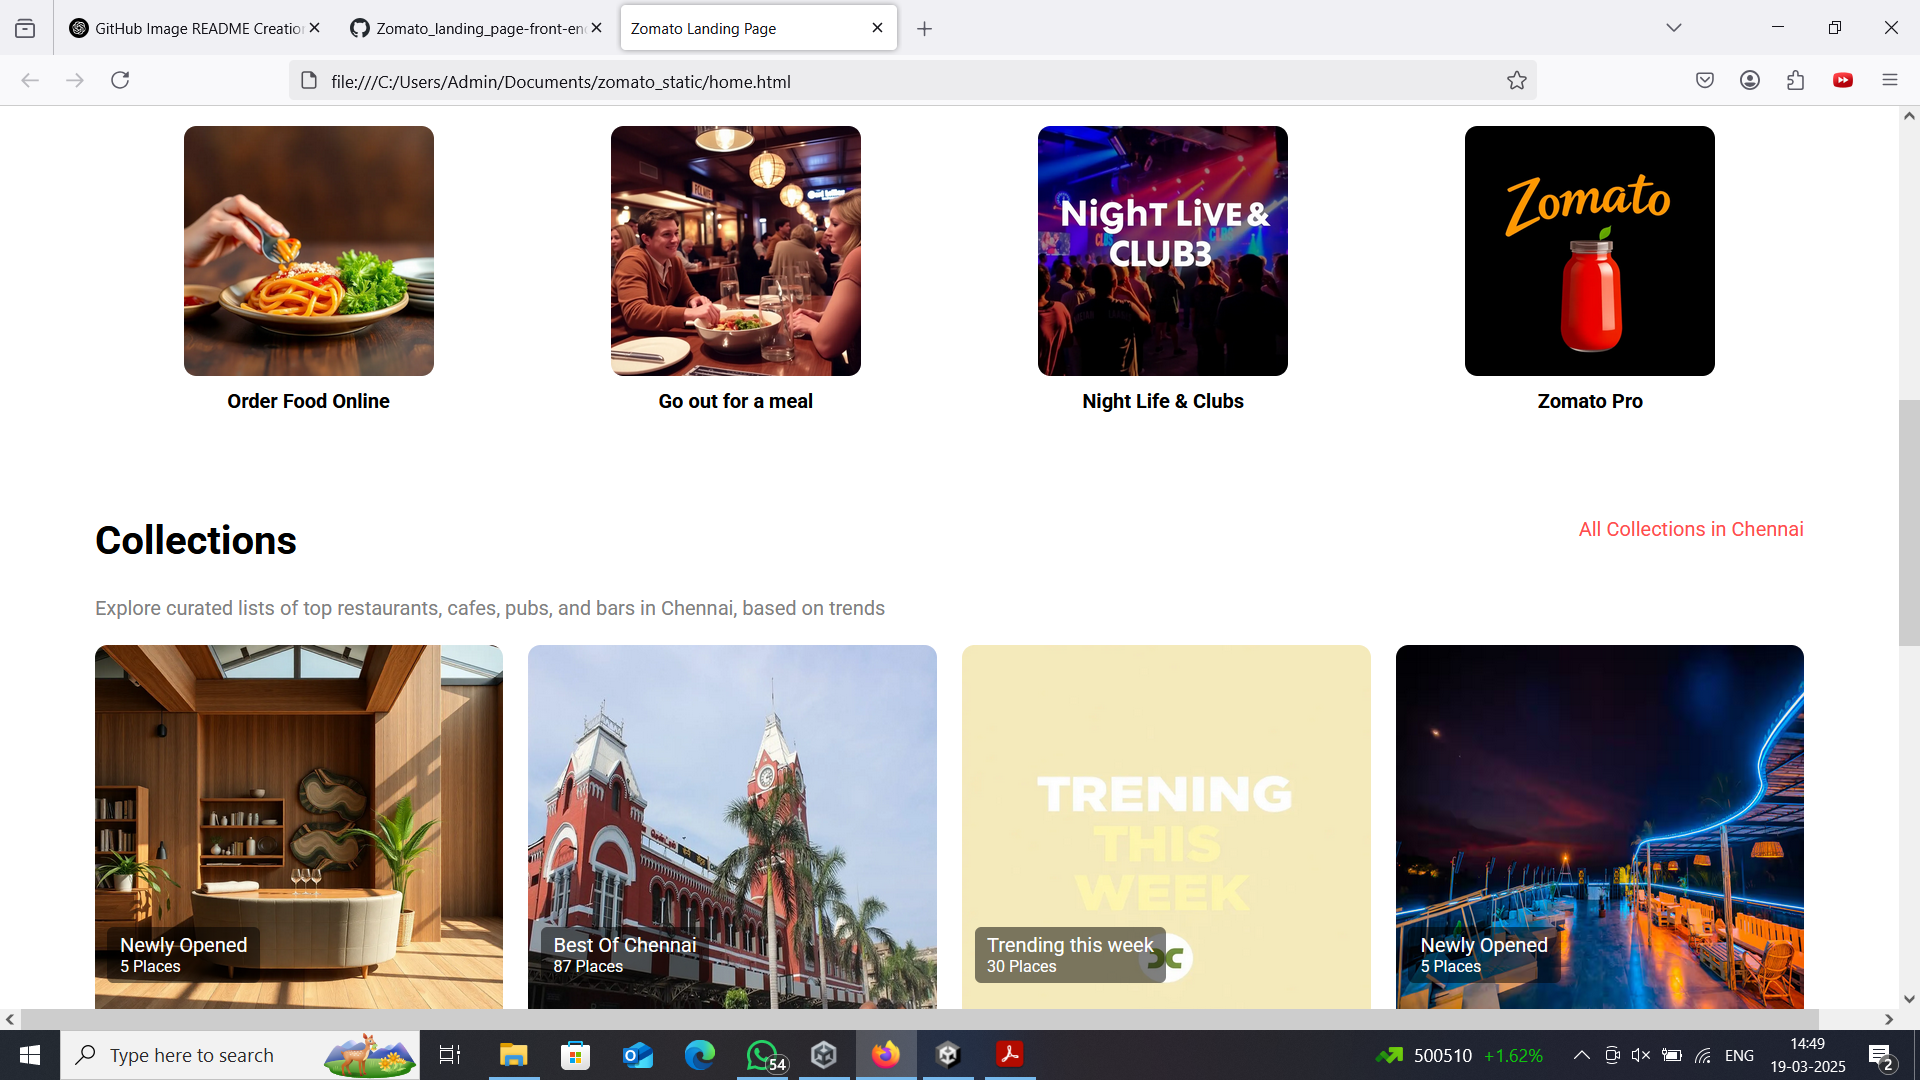 GitHub Image README Creation
Zomato_landing_page-front-end
Zomato Landing Page
file:///C:/Users/Admin/Documents/zomato_static/home.html
NighT LiVE &
CLUB3
Zomato
Order Food Online
Go out for a meal
Night Life & Clubs
Zomato Pro
Collections
All Collections in Chennai
Explore curated lists of top restaurants, cafes, pubs, and bars in Chennai, based on trends
TRENING
THIS
WEEK
Newly Opened
5 Places
Best Of Chennai
87 Places
Trending this week
30 Places
Newly Opened
5 Places
Type here to search
54
500510 +1.62%
ENG
14:49
19-03-2025
2